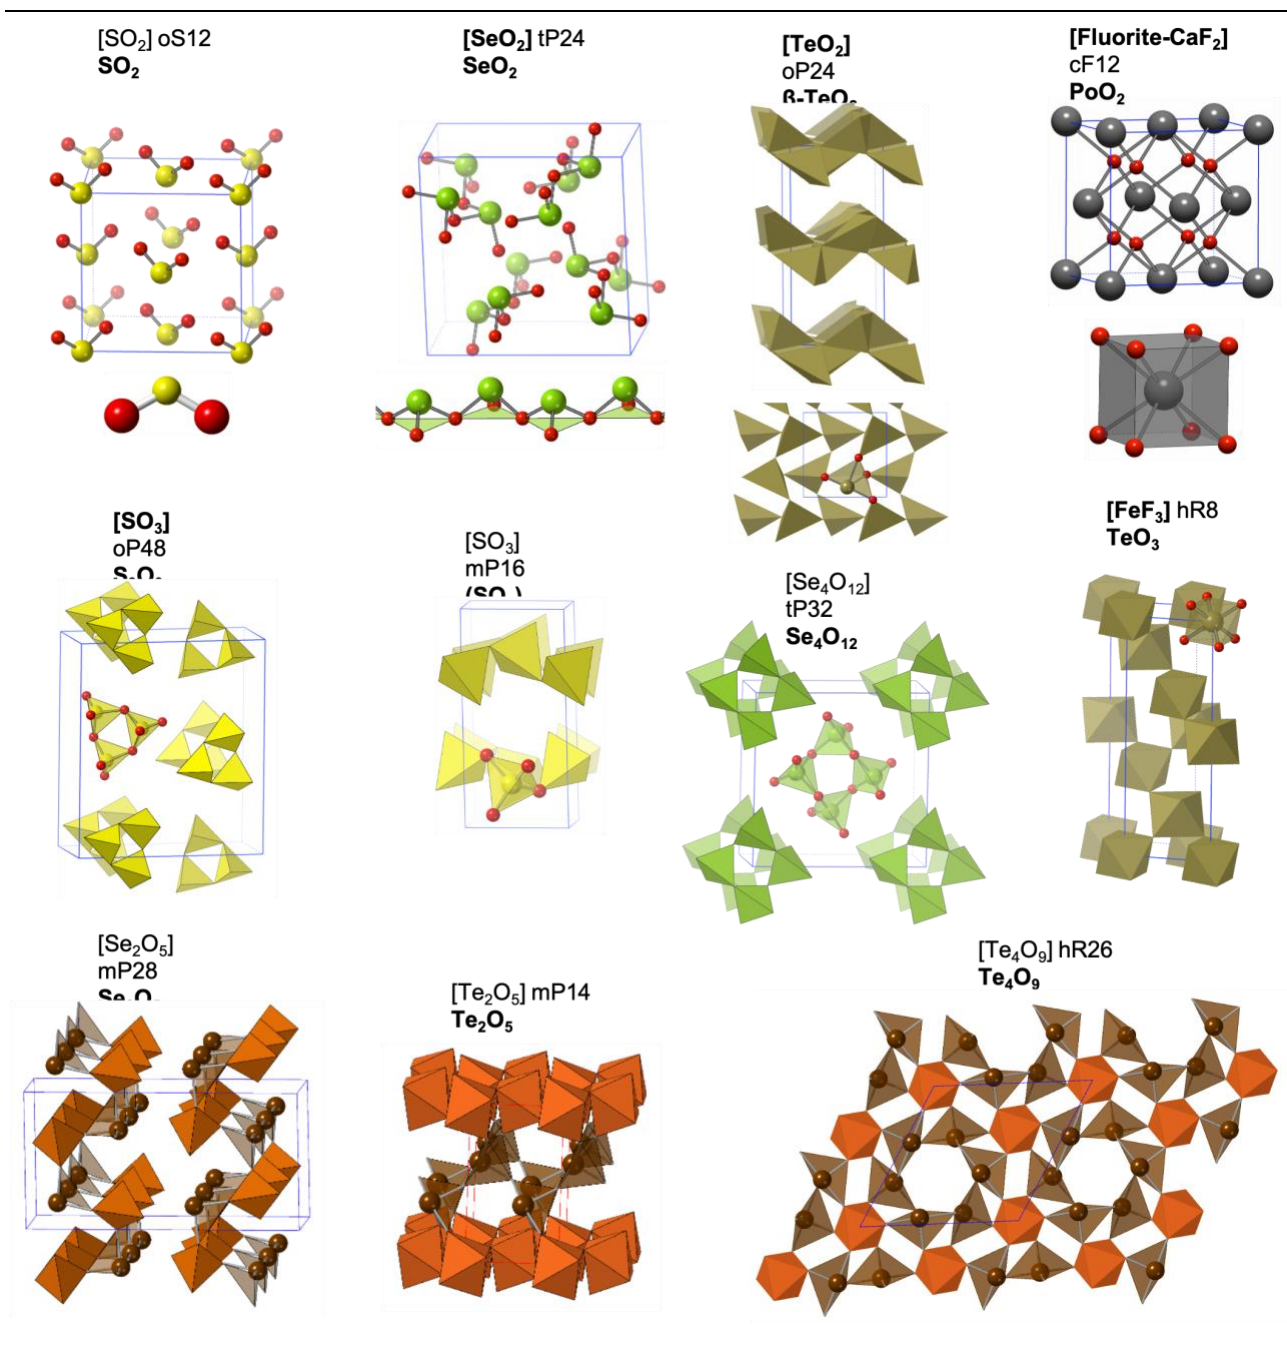 [SO₂] oS12
SO₂
[SeO₂] tP24
SeO₂
[TeO₂]
oP24
[Fluorite-CaF₂]
cF12
PoO₂
[SO₃]
oP48
[SO₃]
mP16
[Se₄O₁₂]
tP32
Se₄O₁₂
[FeF₃] hR8
TeO₃
[Se₂O₅]
mP28
[Te₂O₅] mP14
Te₂O₅
[Te₄O₉] hR26
Te₄O₉